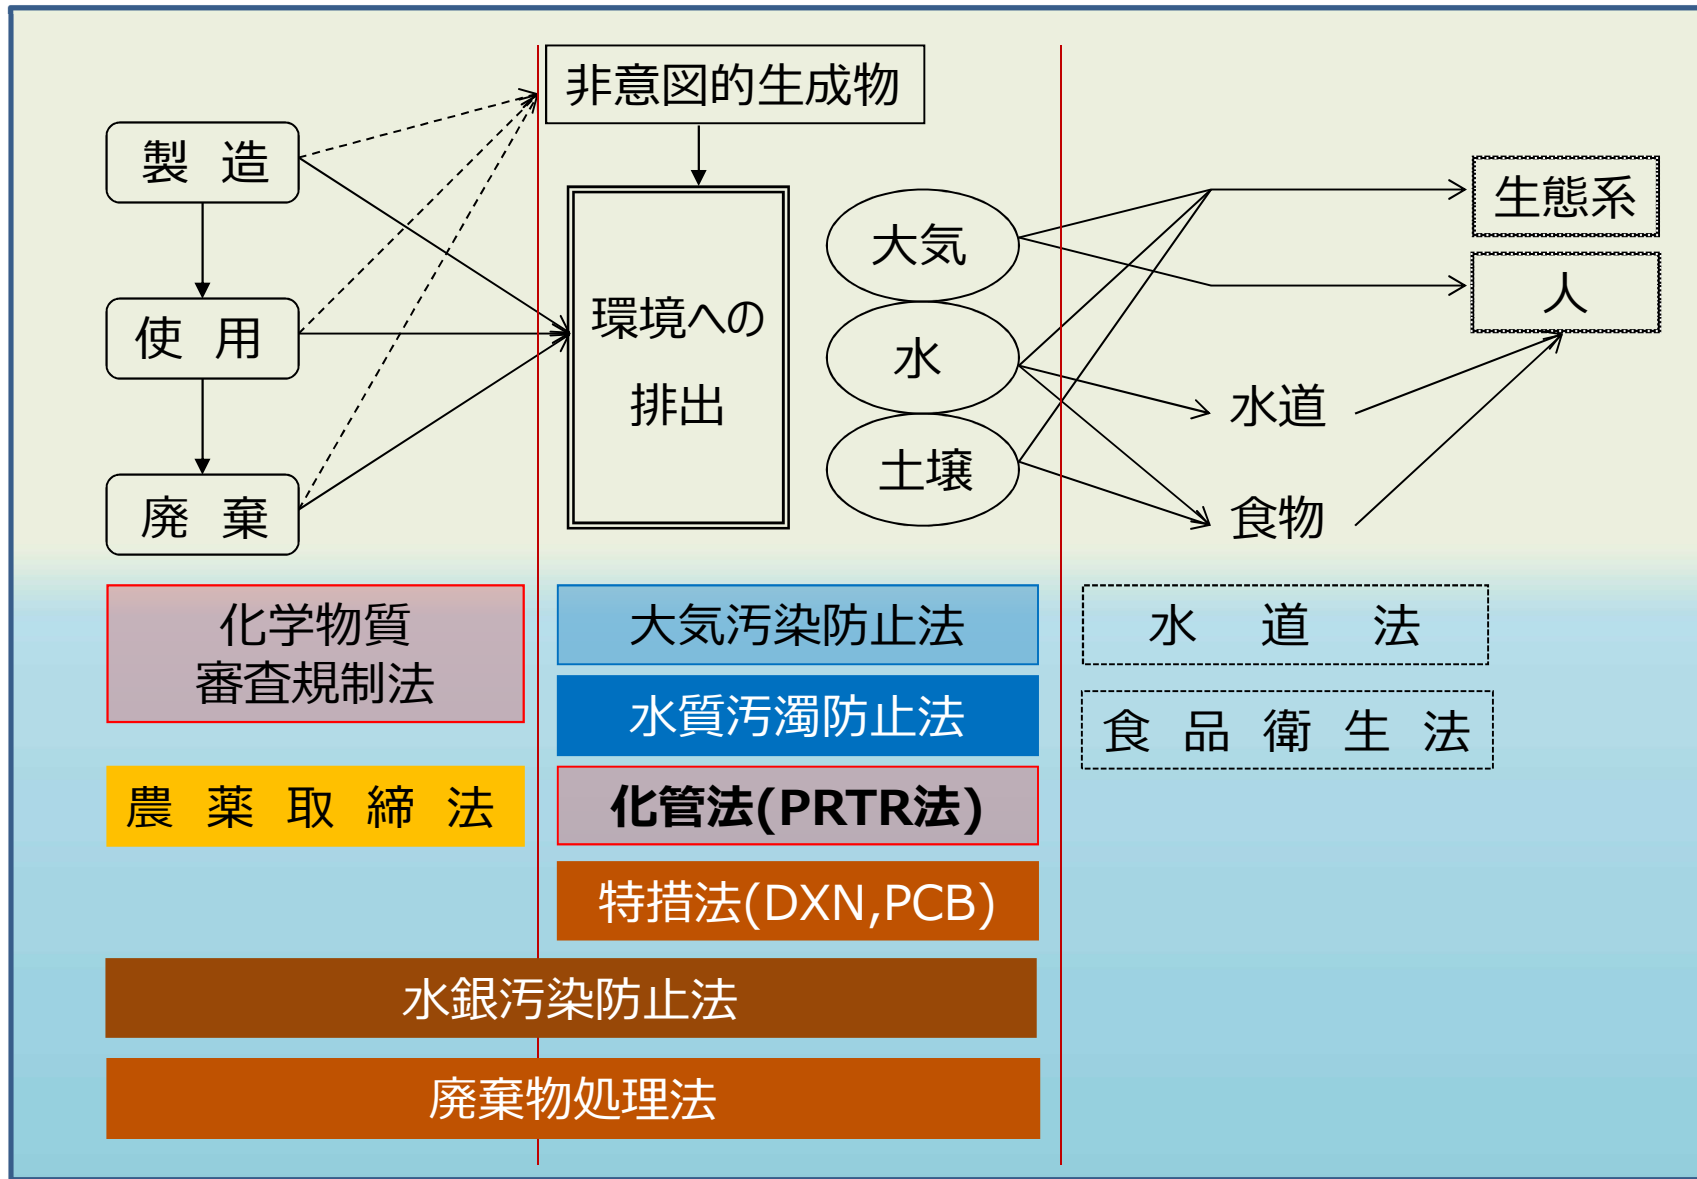 非意図的生成物
製 造
使 用
廃 棄
環境への
排出
大気
水
土壌
生態系
人
水道
食物
化学物質
審査規制法
農 薬 取 締 法
大気汚染防止法
水質汚濁防止法
化管法(PRTR法)
特措法(DXN,PCB)
水銀汚染防止法
廃棄物処理法
水 道 法
食 品 衛 生 法